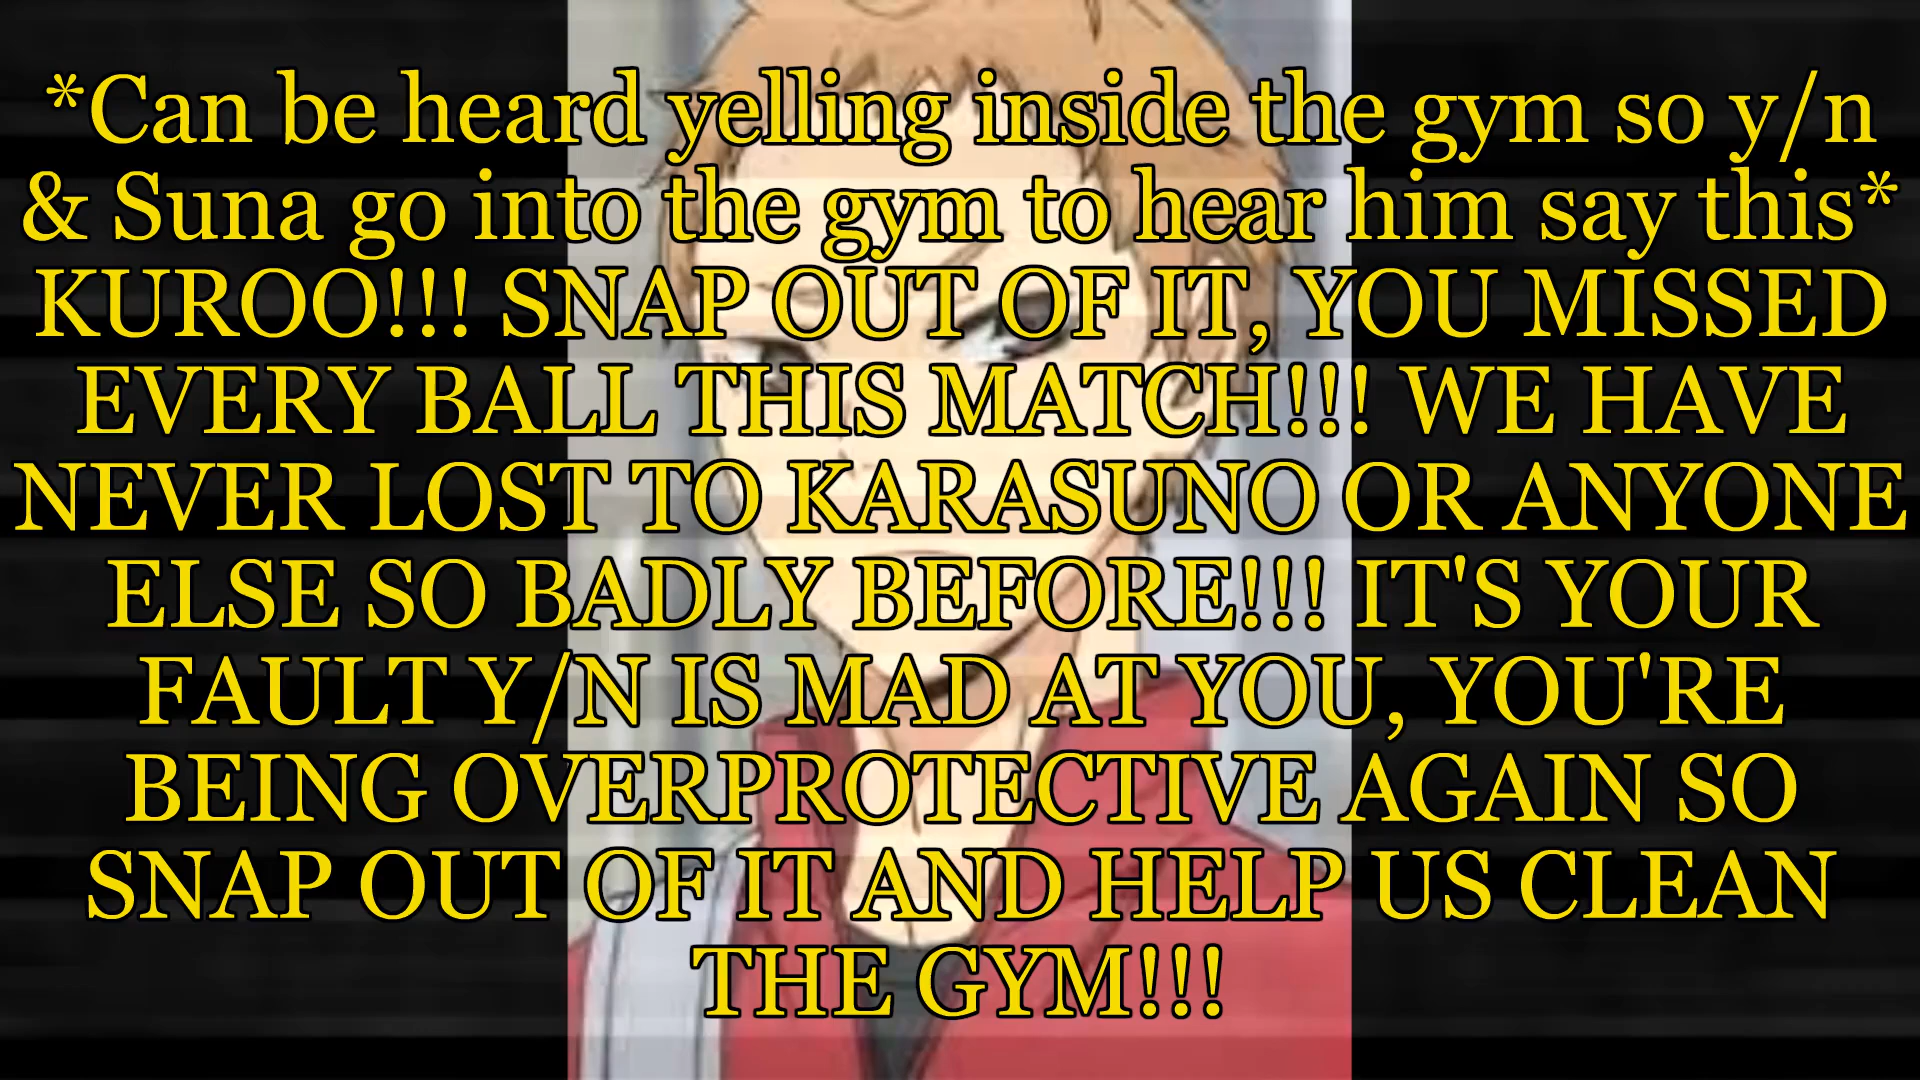 *Can be heard yelling inside the gym so y/n
& Suna go into the gym to hear him say this*
KUROO!!! SNAP OUT OF IT, YOU MISSED
EVERY BALL THIS MATCH!!! WE HAVE
NEVER LOST TO KARASUNO OR ANYONE
ELSE SO BADLY BEFORE!!! IT'S YOUR
FAULT Y/N IS MAD AT YOU, YOU'RE
BEING OVERPROTECTIVE AGAIN SO
SNAP OUT OF IT AND HELP US CLEAN
THE GYM!!!